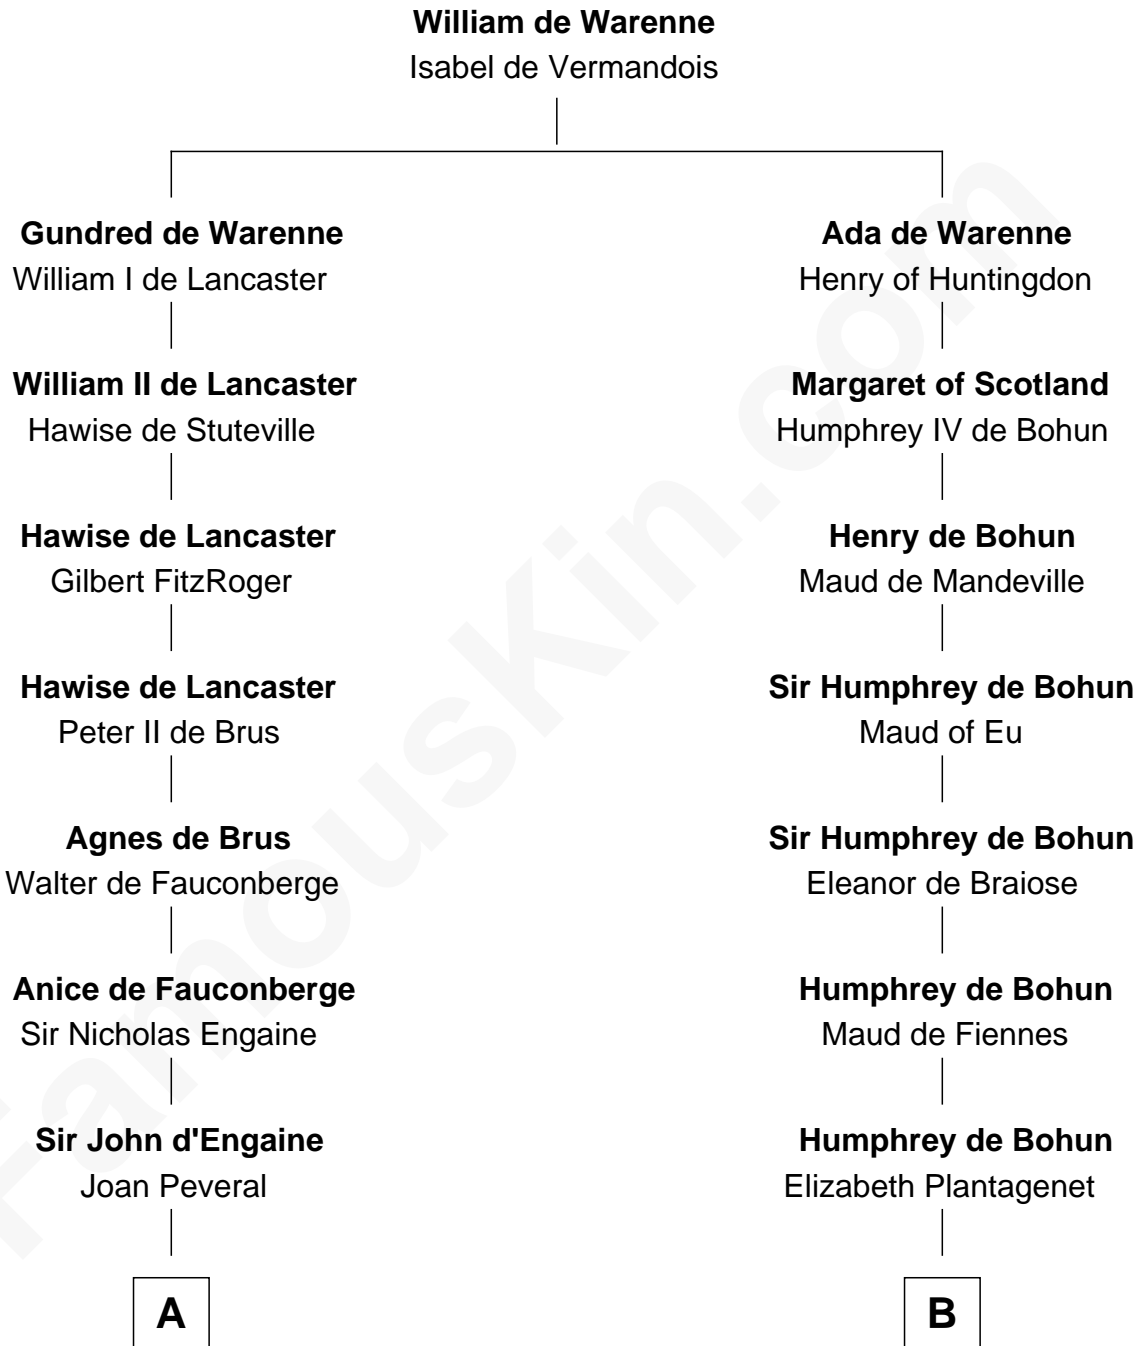 William de Warenne
Isabel de Vermandois
Gundred de Warenne
William I de Lancaster
William II de Lancaster
Hawise de Stuteville
Hawise de Lancaster
Gilbert FitzRoger
Hawise de Lancaster
Peter II de Brus
Agnes de Brus
Walter de Fauconberge
Anice de Fauconberge
Sir Nicholas Engaine
Sir John d'Engaine
Joan Peveral
A
Ada de Warenne
Henry of Huntingdon
Margaret of Scotland
Humphrey IV de Bohun
Henry de Bohun
Maud de Mandeville
Sir Humphrey de Bohun
Maud of Eu
Sir Humphrey de Bohun
Eleanor de Braiose
Humphrey de Bohun
Maud de Fiennes
Humphrey de Bohun
Elizabeth Plantagenet
B
FamousKin.com